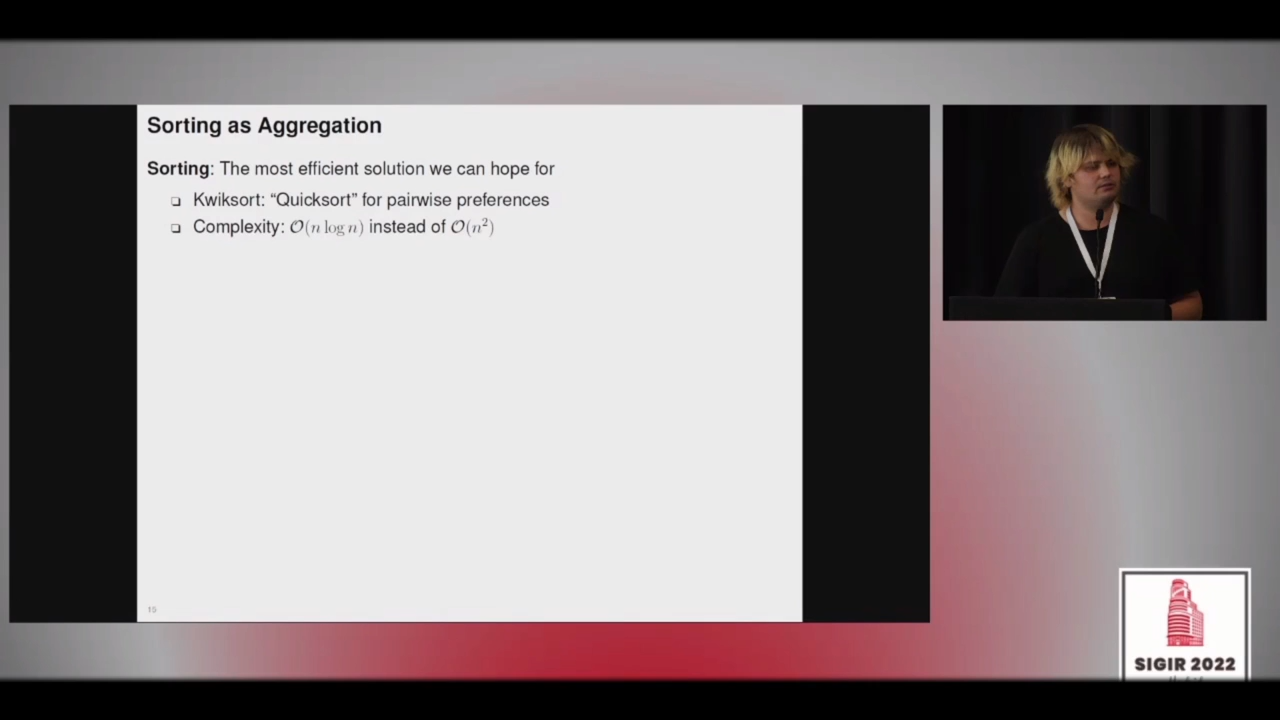 Sorting as Aggregation
Sorting: The most efficient solution we can hope for
❑ Kwiksort: “Quicksort” for pairwise preferences
❑ Complexity: 𝒪(n log n) instead of 𝒪(n²)
15
SIGIR 2022